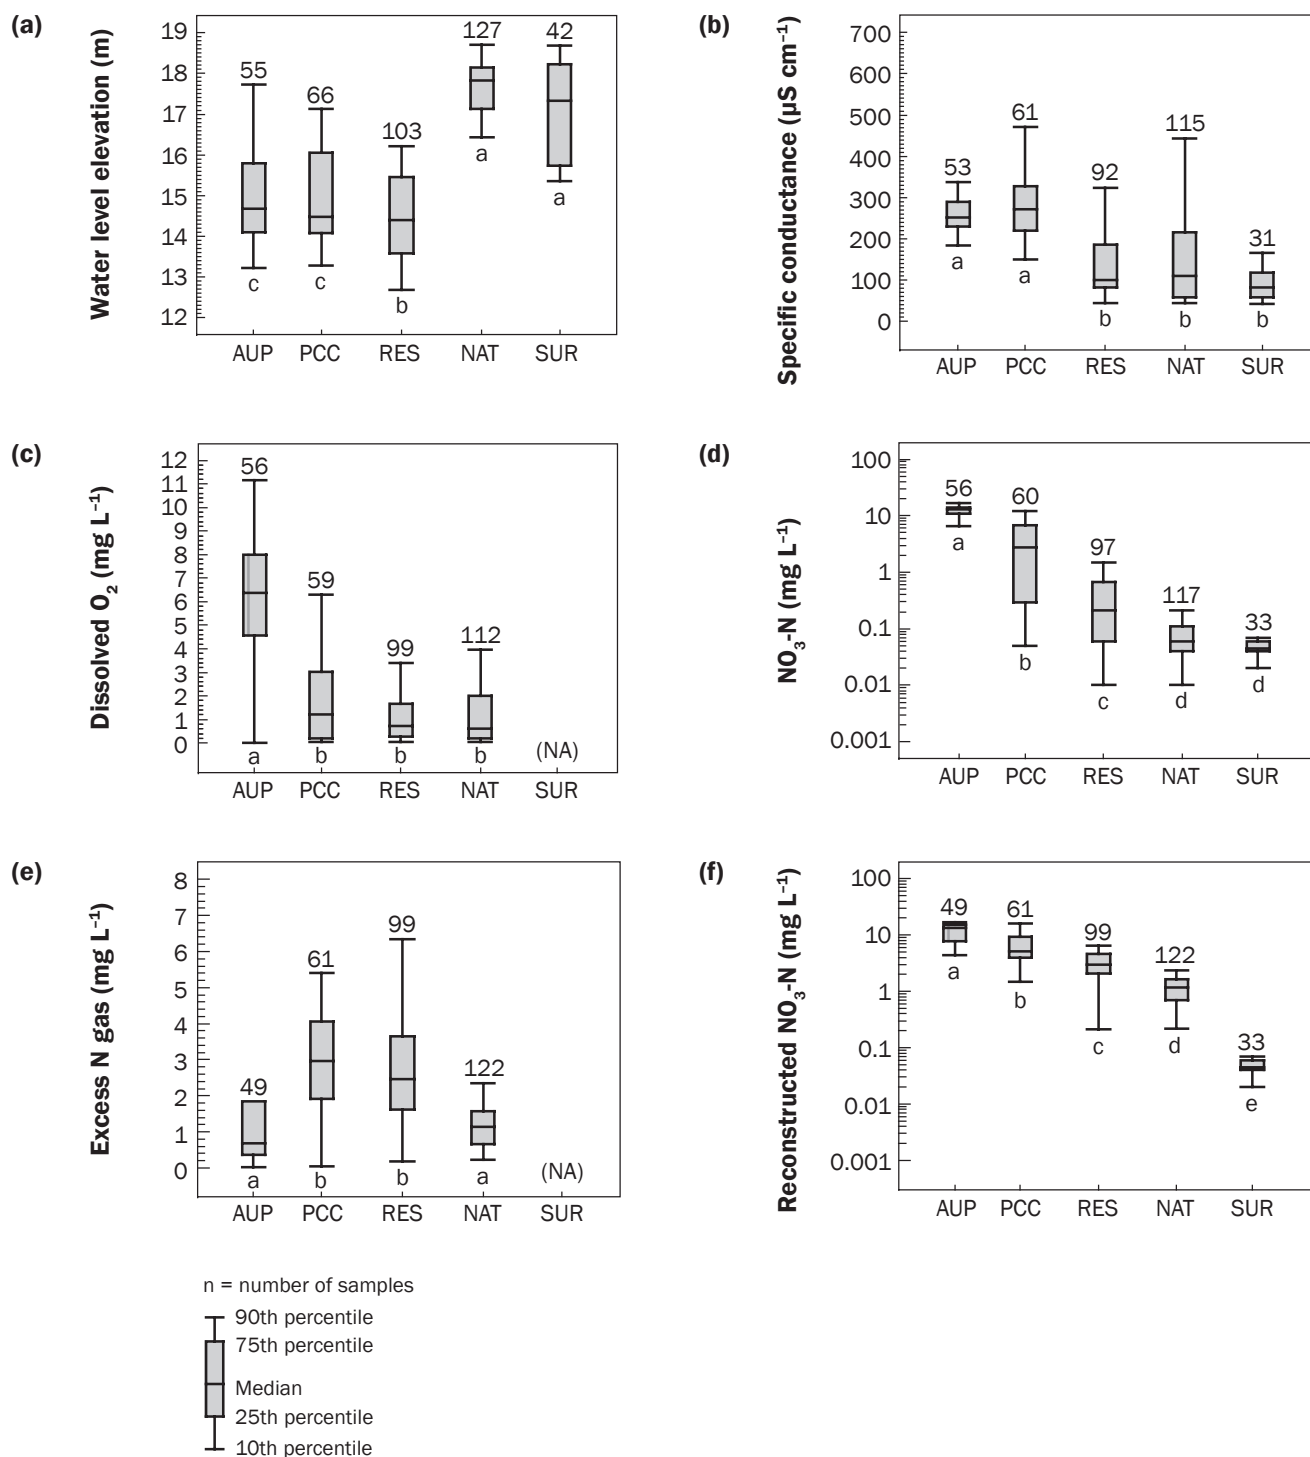 (a)
Water level elevation (m)
19
18
17
16
15
14
13
12
55
66
103
127
42
c
c
b
a
a
AUP PCC RES NAT SUR
(b)
Specific conductance (µS cm⁻¹)
700
600
500
400
300
200
100
0
53
61
92
115
31
a
a
b
b
b
AUP PCC RES NAT SUR
(c)
Dissolved O₂ (mg L⁻¹)
12
11
10
9
8
7
6
5
4
3
2
1
0
56
59
99
112
(NA)
a
b
b
b
AUP PCC RES NAT SUR
(d)
NO₃-N (mg L⁻¹)
100
10
1
0.1
0.01
0.001
56
60
97
117
33
a
b
c
d
d
AUP PCC RES NAT SUR
(e)
Excess N gas (mg L⁻¹)
8
7
6
5
4
3
2
1
0
49
61
99
122
(NA)
a
b
b
a
AUP PCC RES NAT SUR
(f)
Reconstructed NO₃-N (mg L⁻¹)
100
10
1
0.1
0.01
0.001
49
61
99
122
33
a
b
c
d
e
AUP PCC RES NAT SUR
n = number of samples
90th percentile
75th percentile
Median
25th percentile
10th percentile